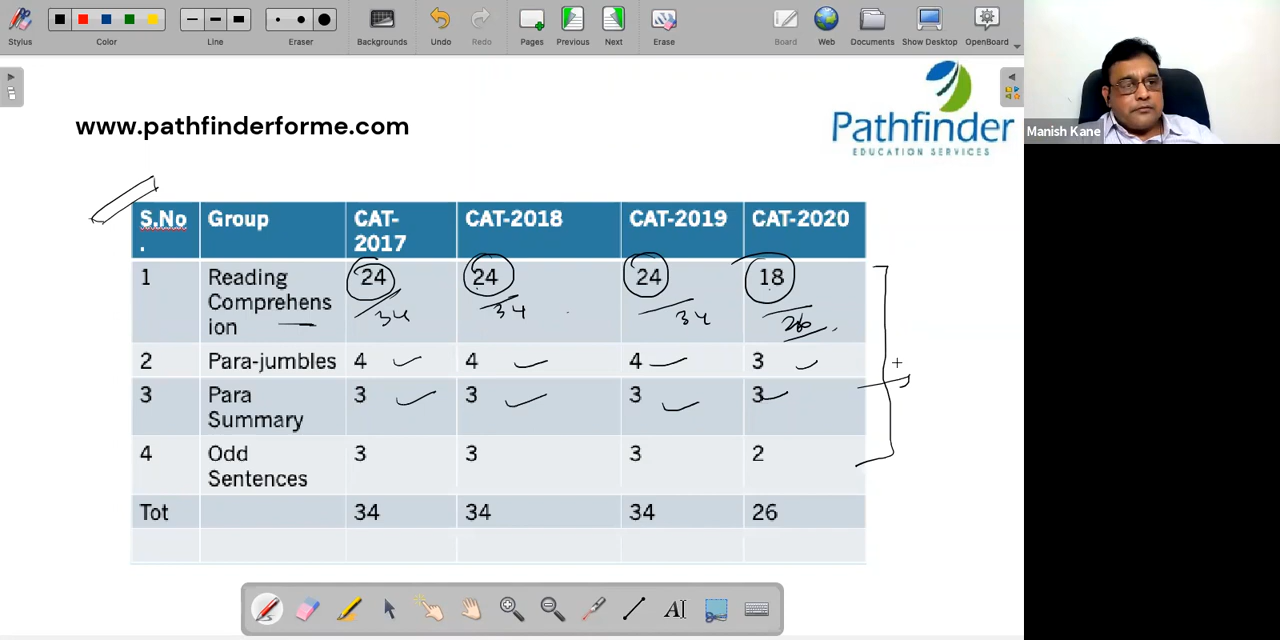 Stylus Color Line Eraser Backgrounds Undo Redo Pages Previous Next Erase Board Web Documents Show Desktop OpenBoard
www.pathfinderforme.com
Pathfinder
EDUCATION SERVICES
Manish Kane
S.No. Group CAT-2017 CAT-2018 CAT-2019 CAT-2020
1 Reading Comprehension 24 24 24 18
34 34 34 26
2 Para-jumbles 4 4 4 3
3 Para Summary 3 3 3 3
4 Odd Sentences 3 3 3 2
Tot 34 34 34 26